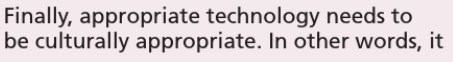 Finally, appropriate technology needs to
be culturally appropriate. In other words, it